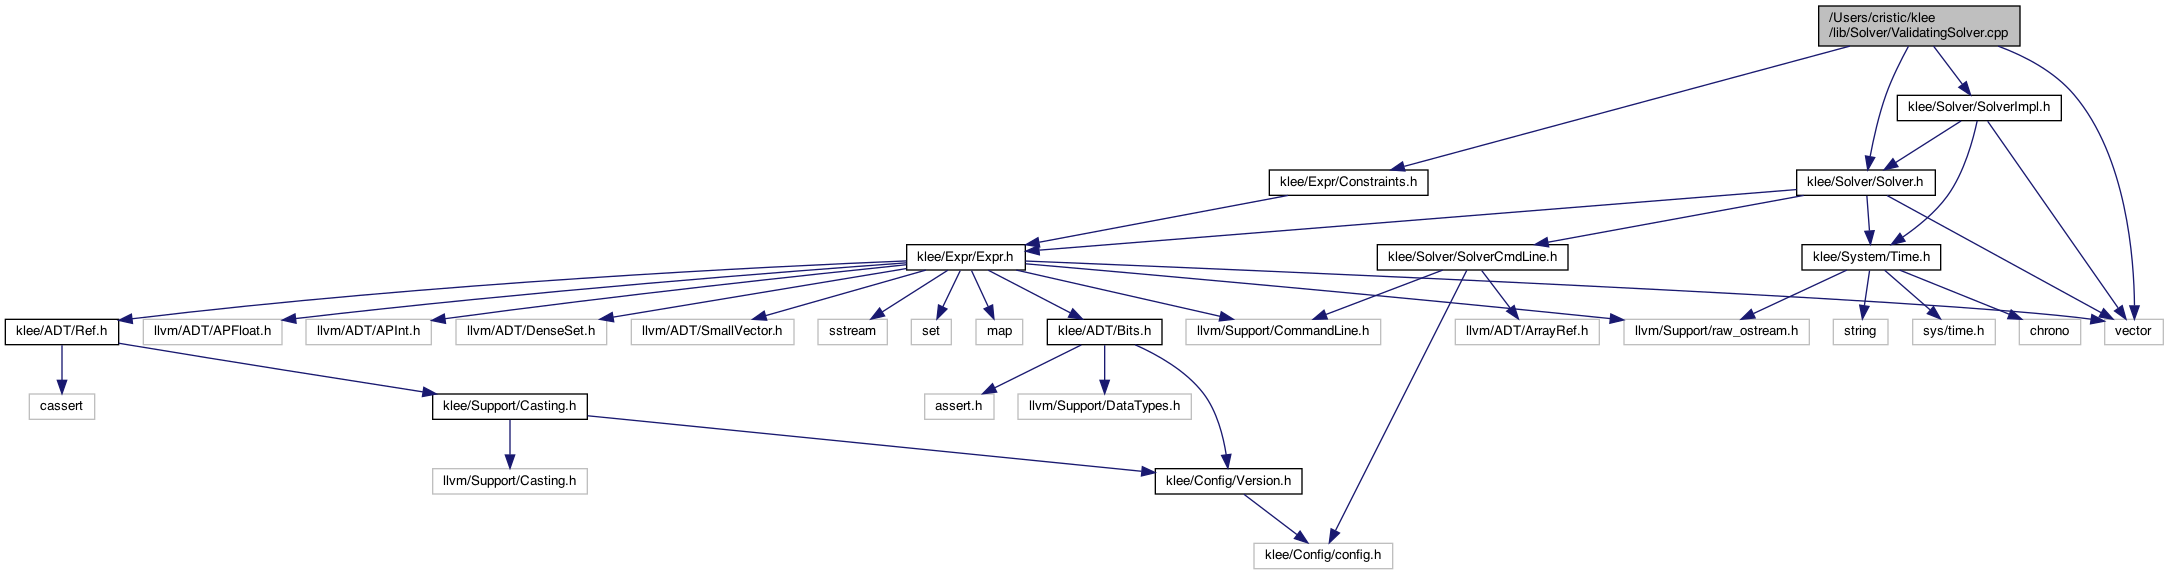 /Users/cristic/klee
/lib/Solver/ValidatingSolver.cpp
klee/Solver/SolverImpl.h
klee/Expr/Constraints.h
klee/Solver/Solver.h
klee/Expr/Expr.h
klee/Solver/SolverCmdLine.h
klee/System/Time.h
klee/ADT/Ref.h
llvm/ADT/APFloat.h
llvm/ADT/APInt.h
llvm/ADT/DenseSet.h
llvm/ADT/SmallVector.h
sstream
set
map
klee/ADT/Bits.h
llvm/Support/CommandLine.h
llvm/ADT/ArrayRef.h
llvm/Support/raw_ostream.h
string
sys/time.h
chrono
vector
cassert
klee/Support/Casting.h
assert.h
llvm/Support/DataTypes.h
llvm/Support/Casting.h
klee/Config/Version.h
klee/Config/config.h